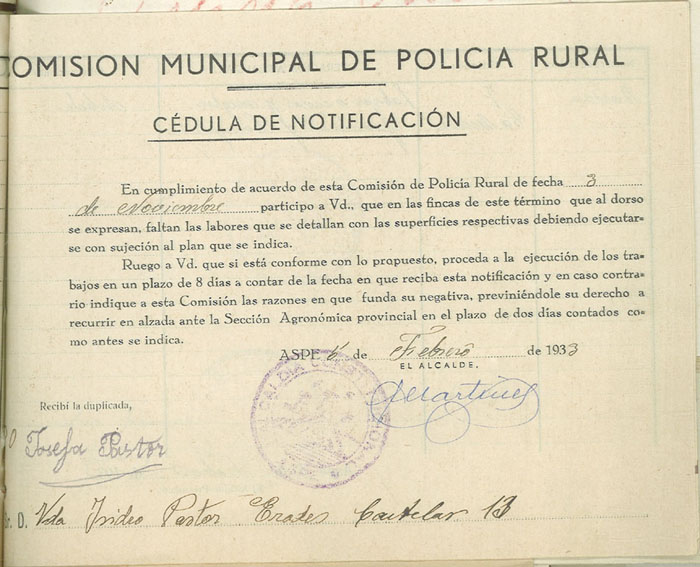 COMISION MUNICIPAL DE POLICIA RURAL
CÉDULA DE NOTIFICACIÓN
En cumplimiento de acuerdo de esta Comisión de Policía Rural de fecha 3
de Noviembre participo a Vd., que en las fincas de este término que al dorso
se expresan, faltan las labores que se detallan con las superficies respectivas debiendo ejecutar-
se con sujeción al plan que se indica.
Ruego a Vd. que si está conforme con lo propuesto, proceda a la ejecución de los tra-
bajos en un plazo de 8 días a contar de la fecha en que reciba esta notificación y en caso contra-
rio indique a esta Comisión las razones en que funda su negativa, previniéndole su derecho a
recurrir en alzada ante la Sección Agronómica provincial en el plazo de dos días contados co-
mo antes se indica.
ASPE 6 de Febrero de 1933
EL ALCALDE,
Martinez
ALCALDIA CONSTITUCIONAL
Recibí la duplicada,
Josefa Pastor
Sr. D. Vda Isidro Pastor Castelar 13